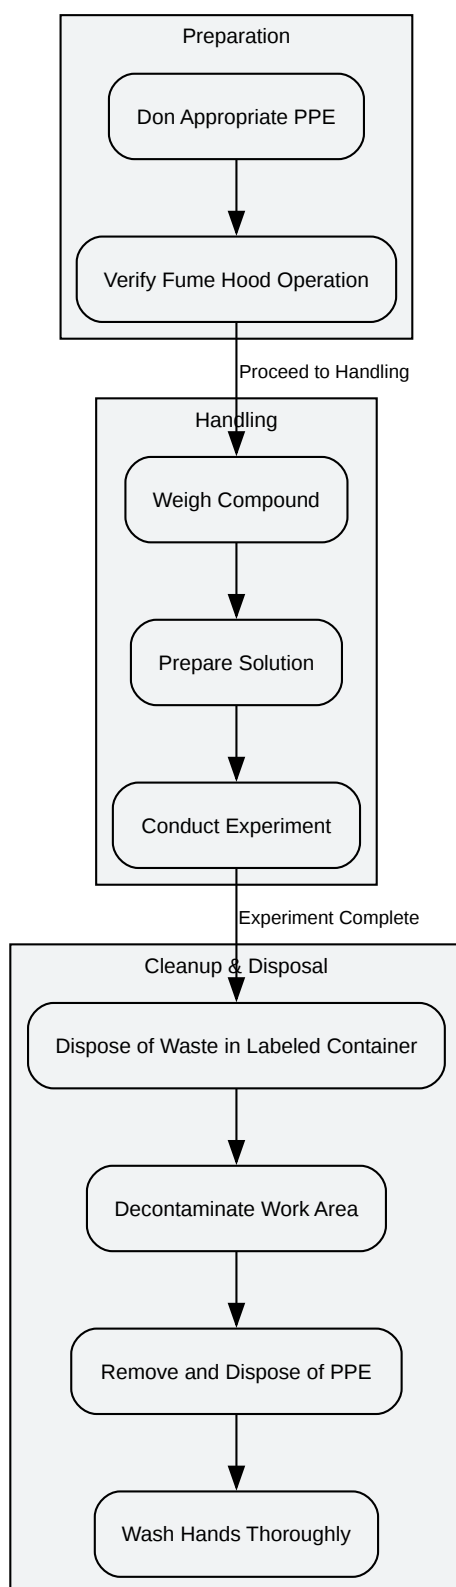 Preparation
Don Appropriate PPE
Verify Fume Hood Operation
Proceed to Handling
Handling
Weigh Compound
Prepare Solution
Conduct Experiment
Experiment Complete
Cleanup & Disposal
Dispose of Waste in Labeled Container
Decontaminate Work Area
Remove and Dispose of PPE
Wash Hands Thoroughly